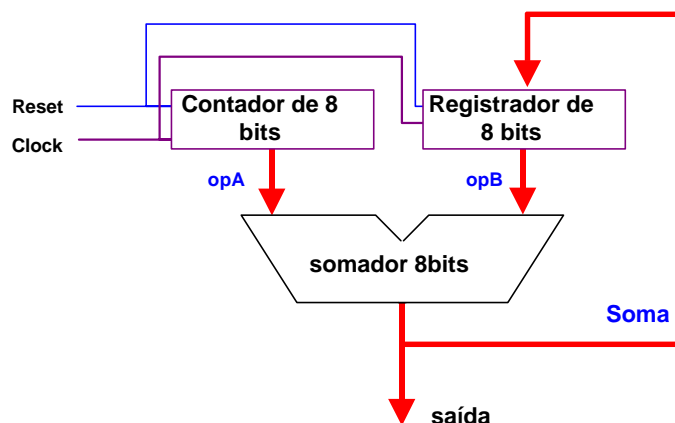 Reset
Clock
Contador de 8
bits
Registrador de
8 bits
opA
opB
somador 8bits
Soma
saída